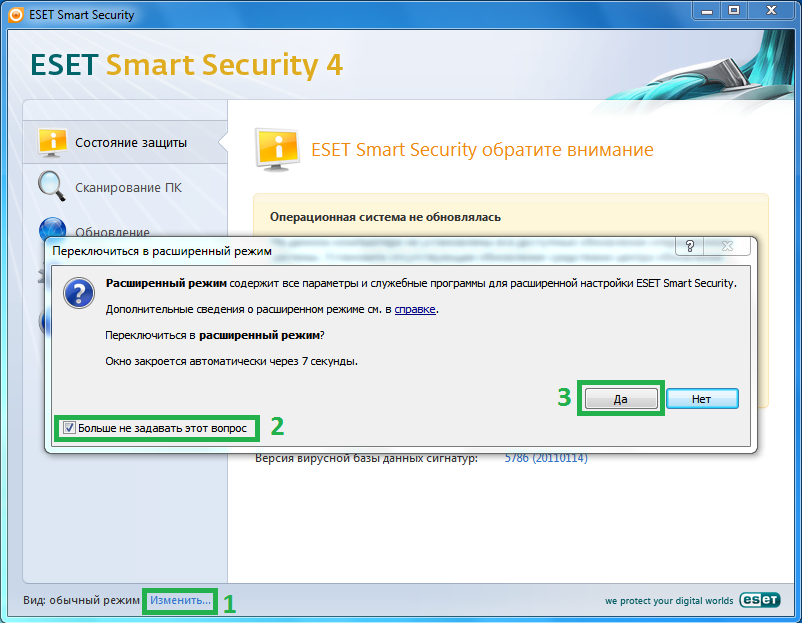 ESET Smart Security
ESET Smart Security 4
Состояние защиты
Сканирование ПК
Обновление
ESET Smart Security обратите внимание
Операционная система не обновлялась
Переключиться в расширенный режим
?
Расширенный режим содержит все параметры и служебные программы для расширенной настройки ESET Smart Security.
Дополнительные сведения о расширенном режиме см. в справке.
Переключиться в расширенный режим?
Окно закроется автоматически через 7 секунды.
3
Да
Нет
Больше не задавать этот вопрос
2
Версия вирусной базы данных сигнатур: 5786 (20110114)
Вид: обычный режим Изменить... 1
we protect your digital worlds eseT